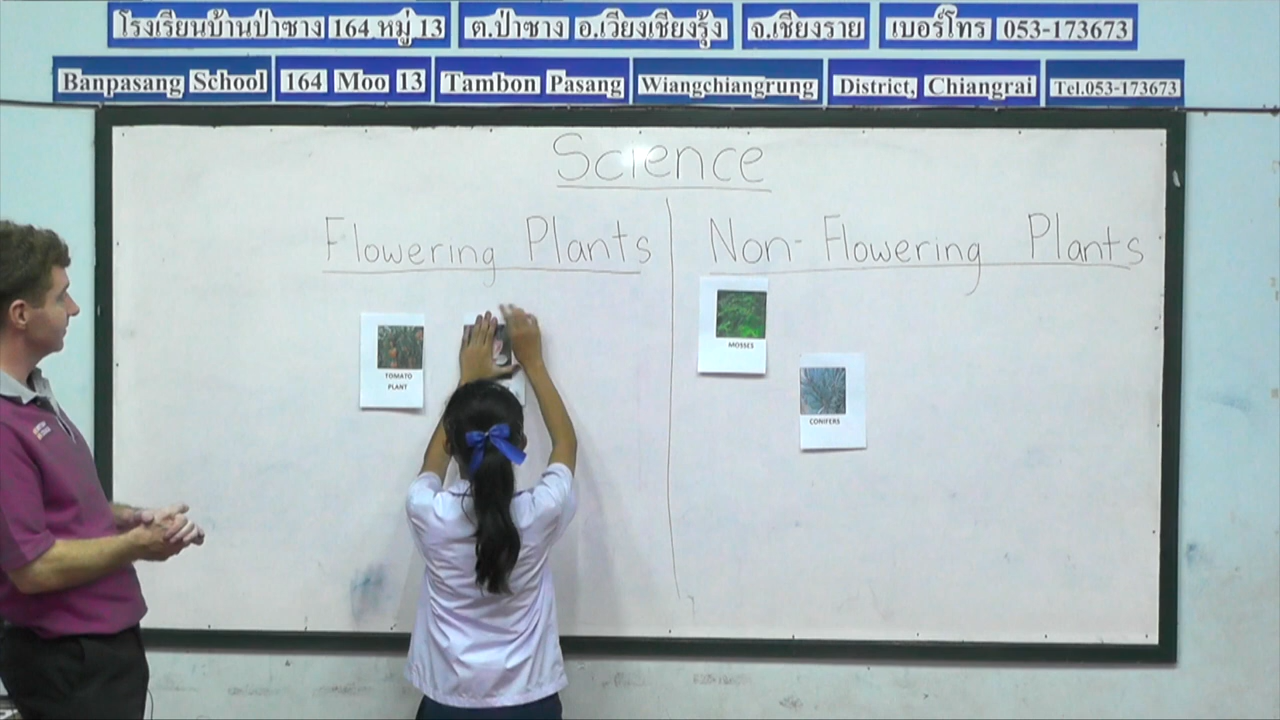 โรงเรียนบ้านป่าซาง 164 หมู่ 13 ต.ป่าซาง อ.เวียงเชียงรุ้ง จ.เชียงราย เบอร์โทร 053-173673
Banpasang School 164 Moo 13 Tambon Pasang Wiangchiangrung District, Chiangrai Tel.053-173673
Science
Flowering Plants
Non-Flowering Plants
TOMATO
PLANT
MOSSES
CONIFERS